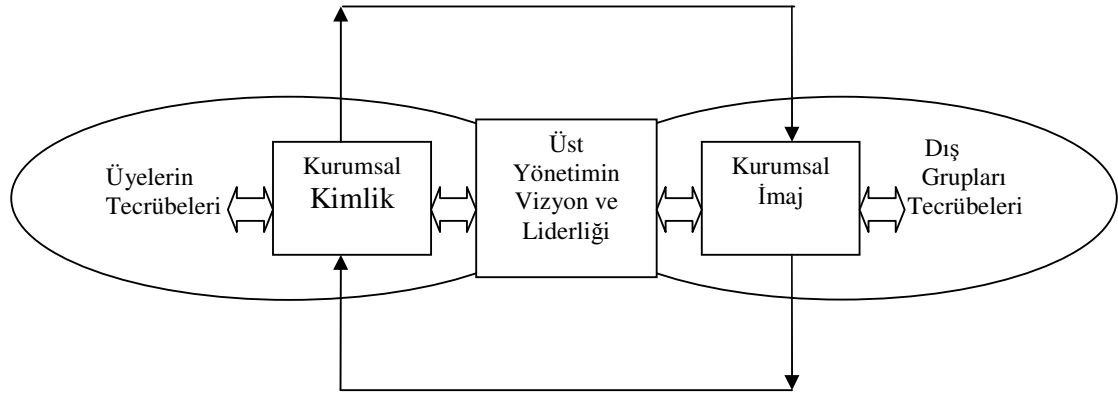 Üyelerin
Tecrübeleri
Kurumsal
Kimlik
Üst
Yönetimin
Vizyon ve
Liderliği
Kurumsal
İmaj
Dış
Grupları
Tecrübeleri